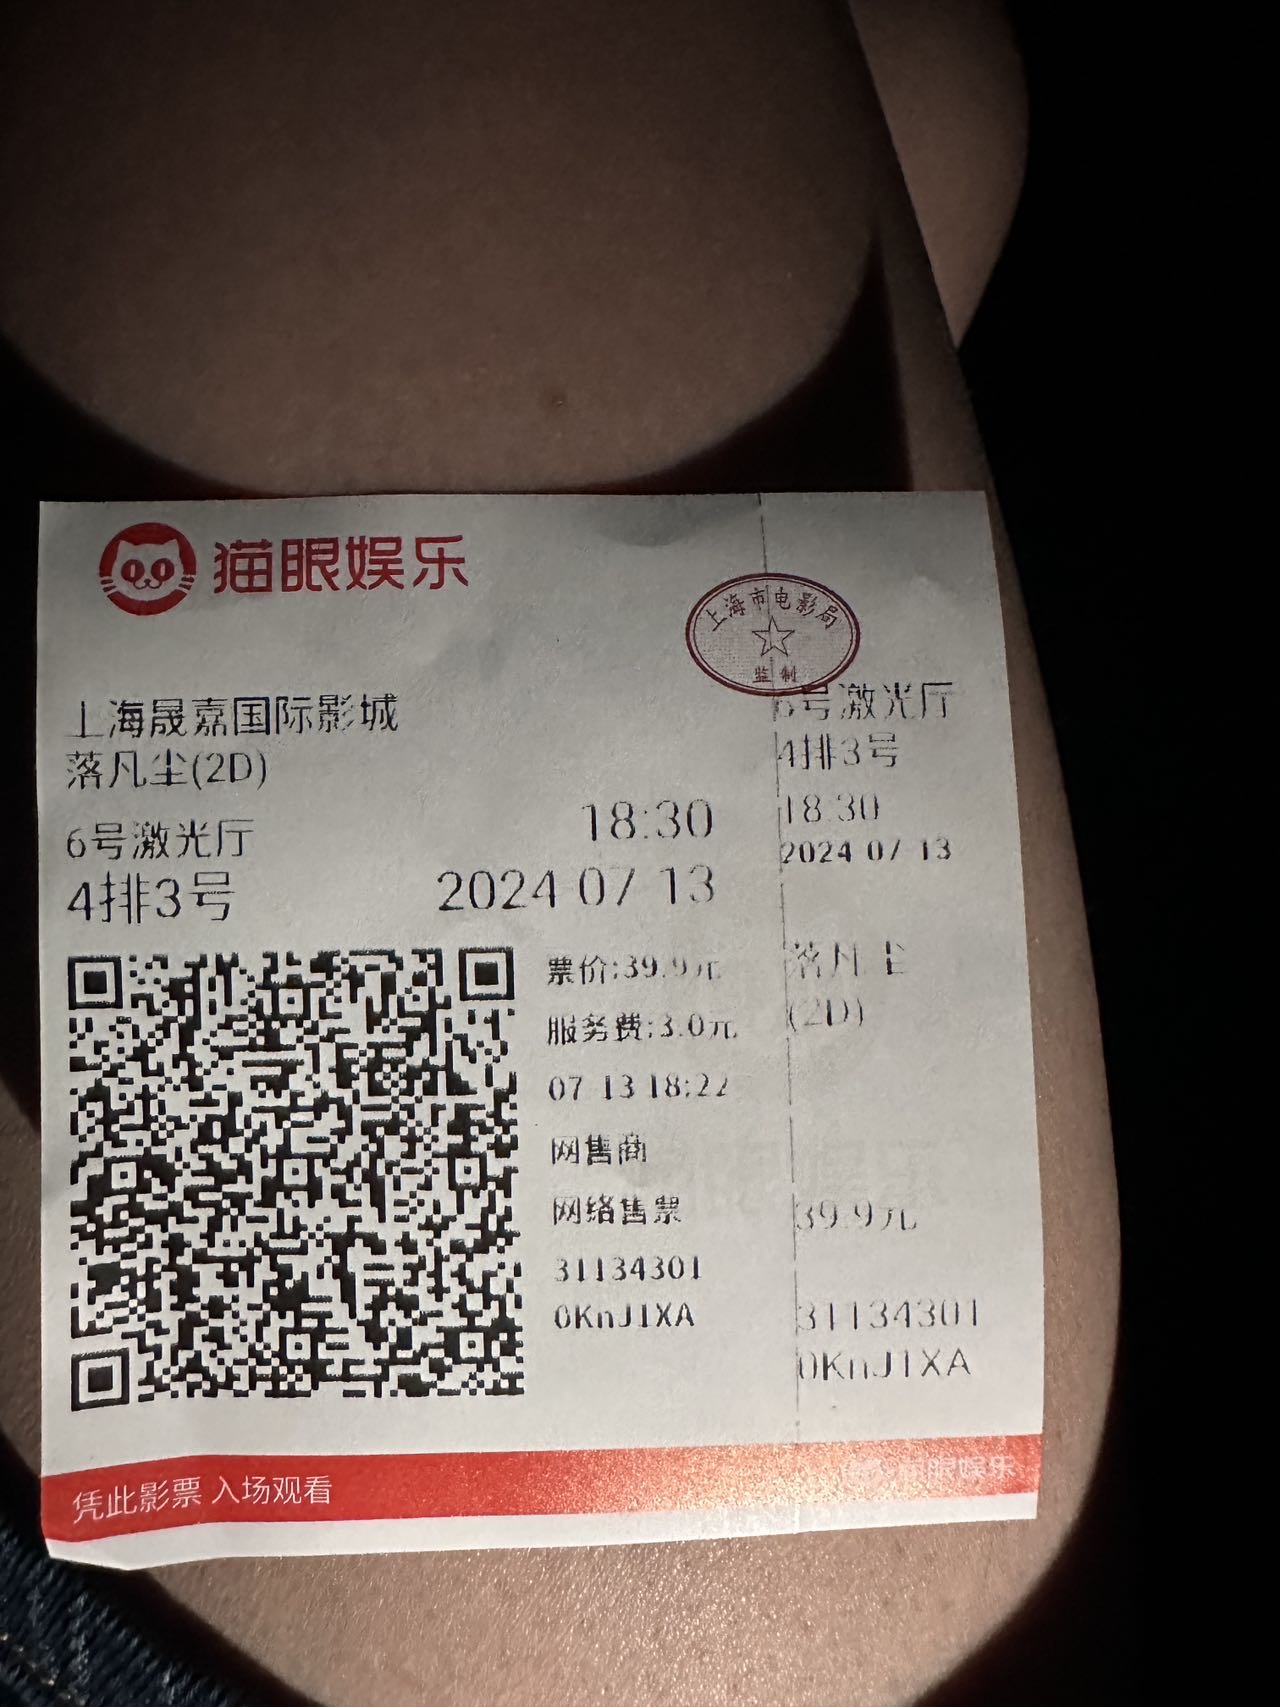 猫眼娱乐
上海市电影局
监制
上海晟嘉国际影城
落凡尘(2D)
6号激光厅
18:30
4排3号
2024 07 13
票价:39.9元
服务费:3.0元
07 13 18:22
网售商
网络售票
31134301
0KnJ1XA
6号激光厅
4排3号
18:30
2024 07 13
落凡尘
(2D)
39.9元
31134301
0KnJ1XA
凭此影票 入场观看
猫眼娱乐